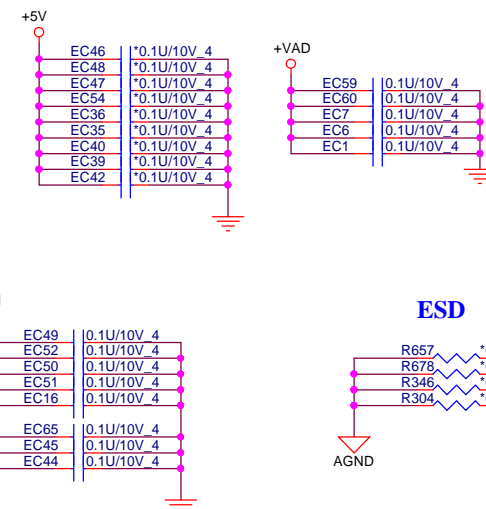 +5V
EC46 *0.1U/10V_4
EC48 *0.1U/10V_4
EC47 *0.1U/10V_4
EC54 *0.1U/10V_4
EC36 *0.1U/10V_4
EC35 *0.1U/10V_4
EC40 *0.1U/10V_4
EC39 *0.1U/10V_4
EC42 *0.1U/10V_4
+VAD
EC59 0.1U/10V_4
EC60 0.1U/10V_4
EC7 0.1U/10V_4
EC6 0.1U/10V_4
EC1 0.1U/10V_4
EC49 0.1U/10V_4
EC52 0.1U/10V_4
EC50 0.1U/10V_4
EC51 0.1U/10V_4
EC16 0.1U/10V_4
EC65 0.1U/10V_4
EC45 0.1U/10V_4
EC44 0.1U/10V_4
ESD
R657 *
R678 *
R346 *
R304 *
AGND